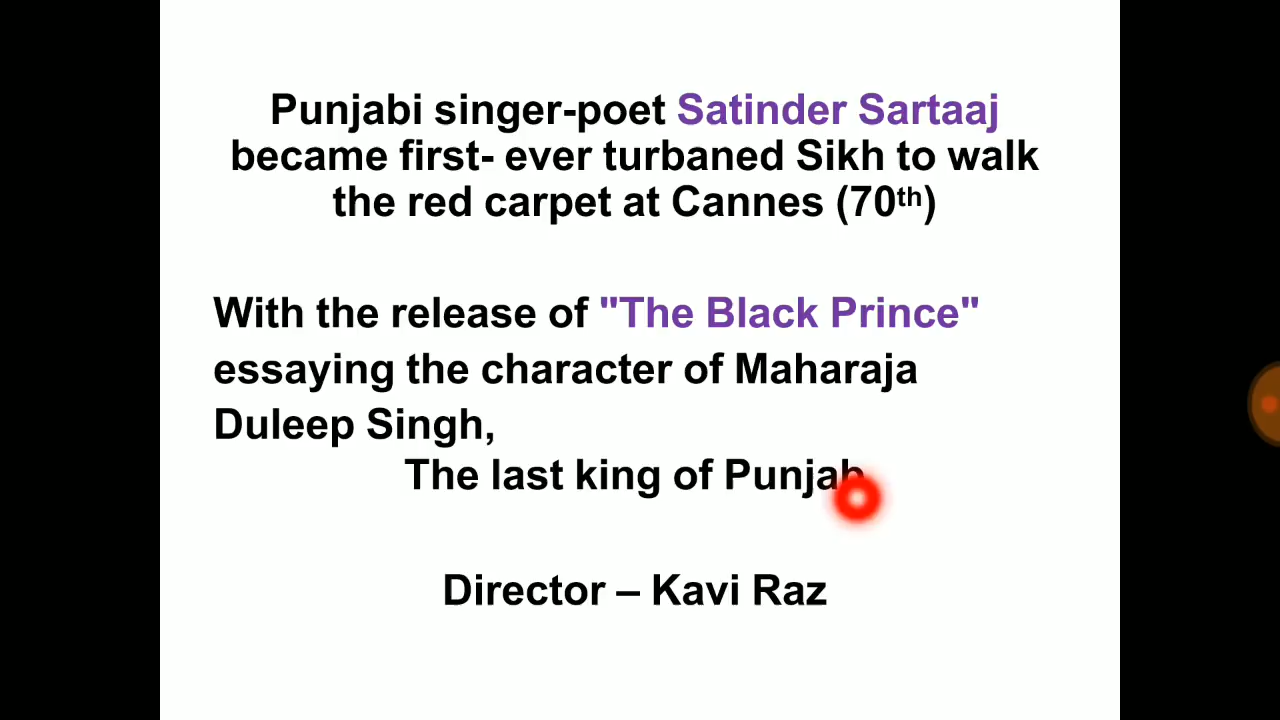 Punjabi singer-poet Satinder Sartaaj
became first- ever turbaned Sikh to walk
the red carpet at Cannes (70th)
With the release of "The Black Prince"
essaying the character of Maharaja
Duleep Singh,
The last king of Punjab
Director – Kavi Raz